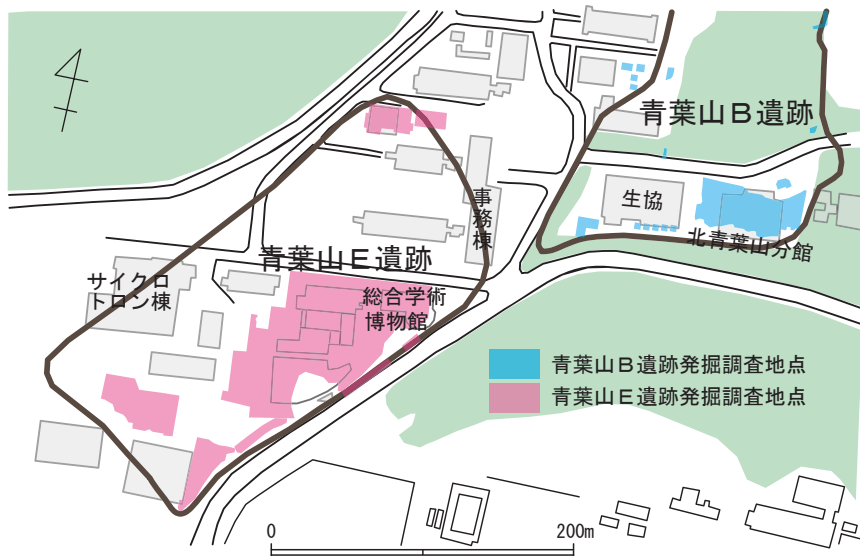 青葉山B遺跡
生協
北青葉山分館
事務棟
青葉山E遺跡
サイクロ
トロン棟
総合学術
博物館
青葉山B遺跡発掘調査地点
青葉山E遺跡発掘調査地点
0
200m